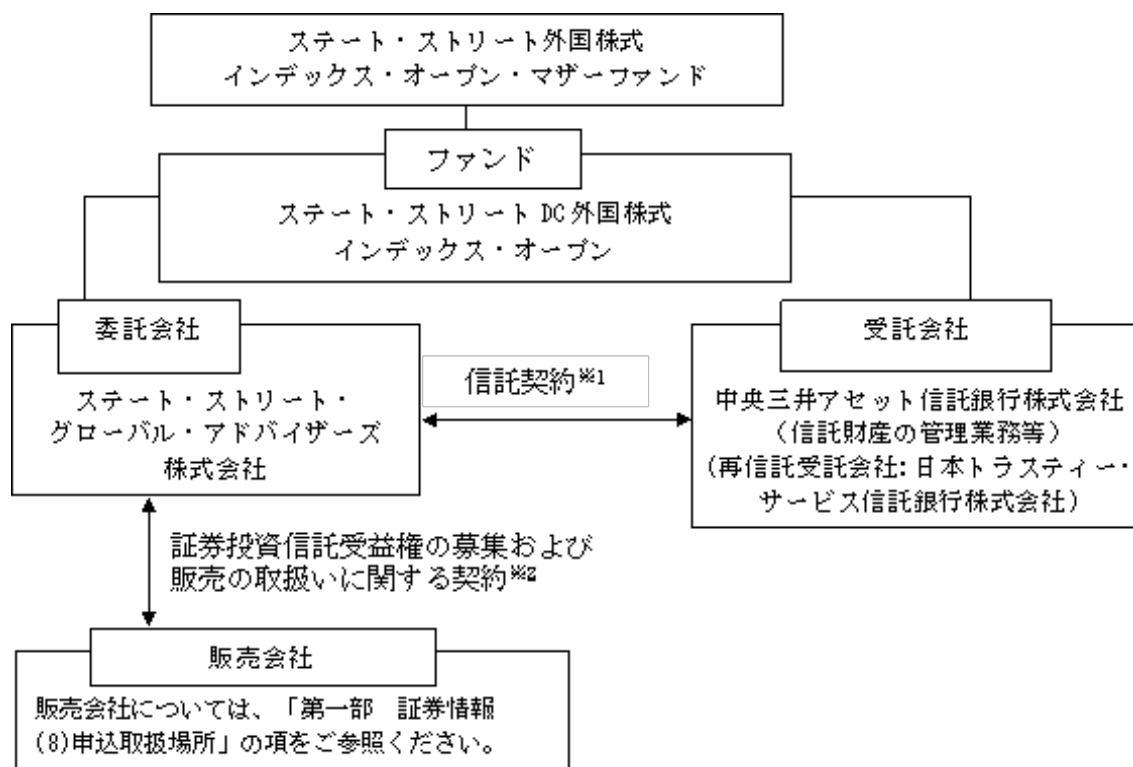 ステート・ストリート外国株式
インデックス・オープン・マザーファンド
ファンド
ステート・ストリート DC 外国株式
インデックス・オープン
委託会社
ステート・ストリート・
グローバル・アドバイザーズ
株式会社
信託契約※1
受託会社
中央三井アセット信託銀行株式会社
（信託財産の管理業務等）
(再信託受託会社:日本トラスティー・
サービス信託銀行株式会社）
証券投資信託受益権の募集および
販売の取扱いに関する契約※2
販売会社
販売会社については、「第一部　証券情報
(8)申込取扱場所」の項をご参照ください。